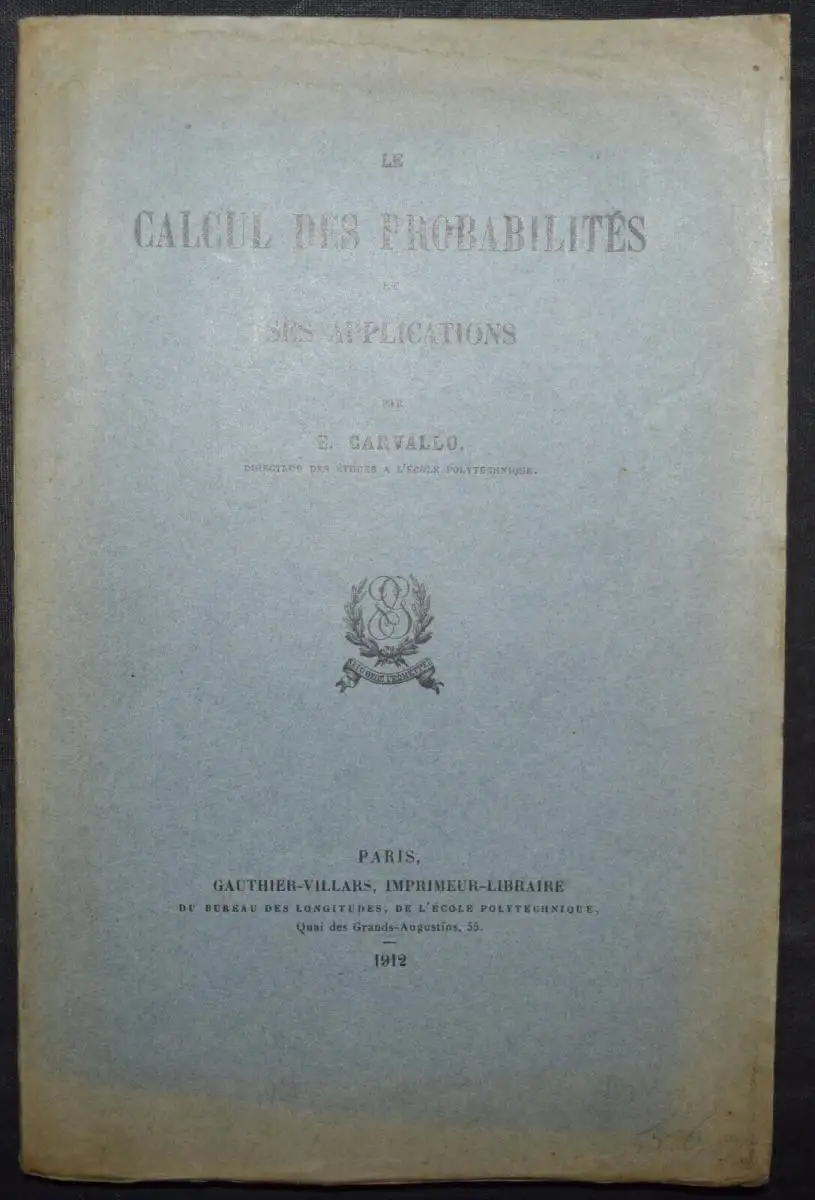 LE
CALCUL DES PROBABILITÉS
ET
SES APPLICATIONS
PAR
E. CARVALLO,
DIRECTEUR DES ÉTUDES A L'ÉCOLE POLYTECHNIQUE.
PARIS,
GAUTHIER-VILLARS, IMPRIMEUR-LIBRAIRE
DU BUREAU DES LONGITUDES, DE L'ÉCOLE POLYTECHNIQUE,
Quai des Grands-Augustins, 55.
1912